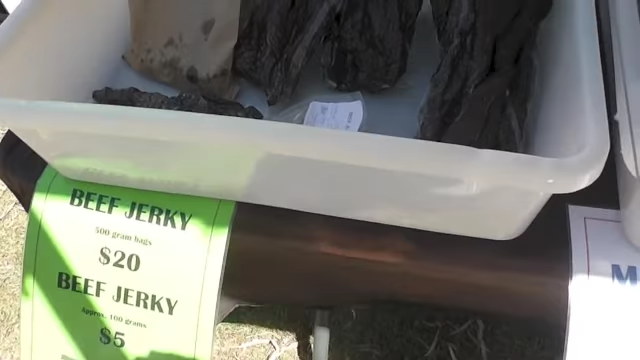 BEEF JERKY
500 gram bags
$20
BEEF JERKY
Approx. 100 grams
$5
M